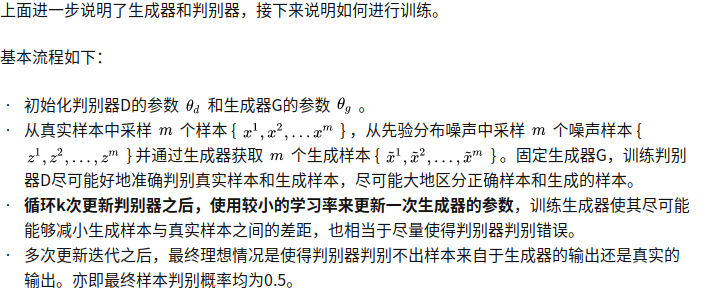 上面进一步说明了生成器和判别器，接下来说明如何进行训练。
基本流程如下：
· 初始化判别器D的参数 θ_d 和生成器G的参数 θ_g 。
· 从真实样本中采样 m 个样本{ x^1, x^2, . . . x^m } ，从先验分布噪声中采样 m 个噪声样本{
z^1, z^2, . . . , z^m } 并通过生成器获取 m 个生成样本{ x̃^1, x̃^2, . . . , x̃^m } 。固定生成器G，训练判别
器D尽可能好地准确判别真实样本和生成样本，尽可能大地区分正确样本和生成的样本。
· 循环k次更新判别器之后，使用较小的学习率来更新一次生成器的参数，训练生成器使其尽可能
能够减小生成样本与真实样本之间的差距，也相当于尽量使得判别器判别错误。
· 多次更新迭代之后，最终理想情况是使得判别器判别不出样本来自于生成器的输出还是真实的
输出。亦即最终样本判别概率均为0.5。